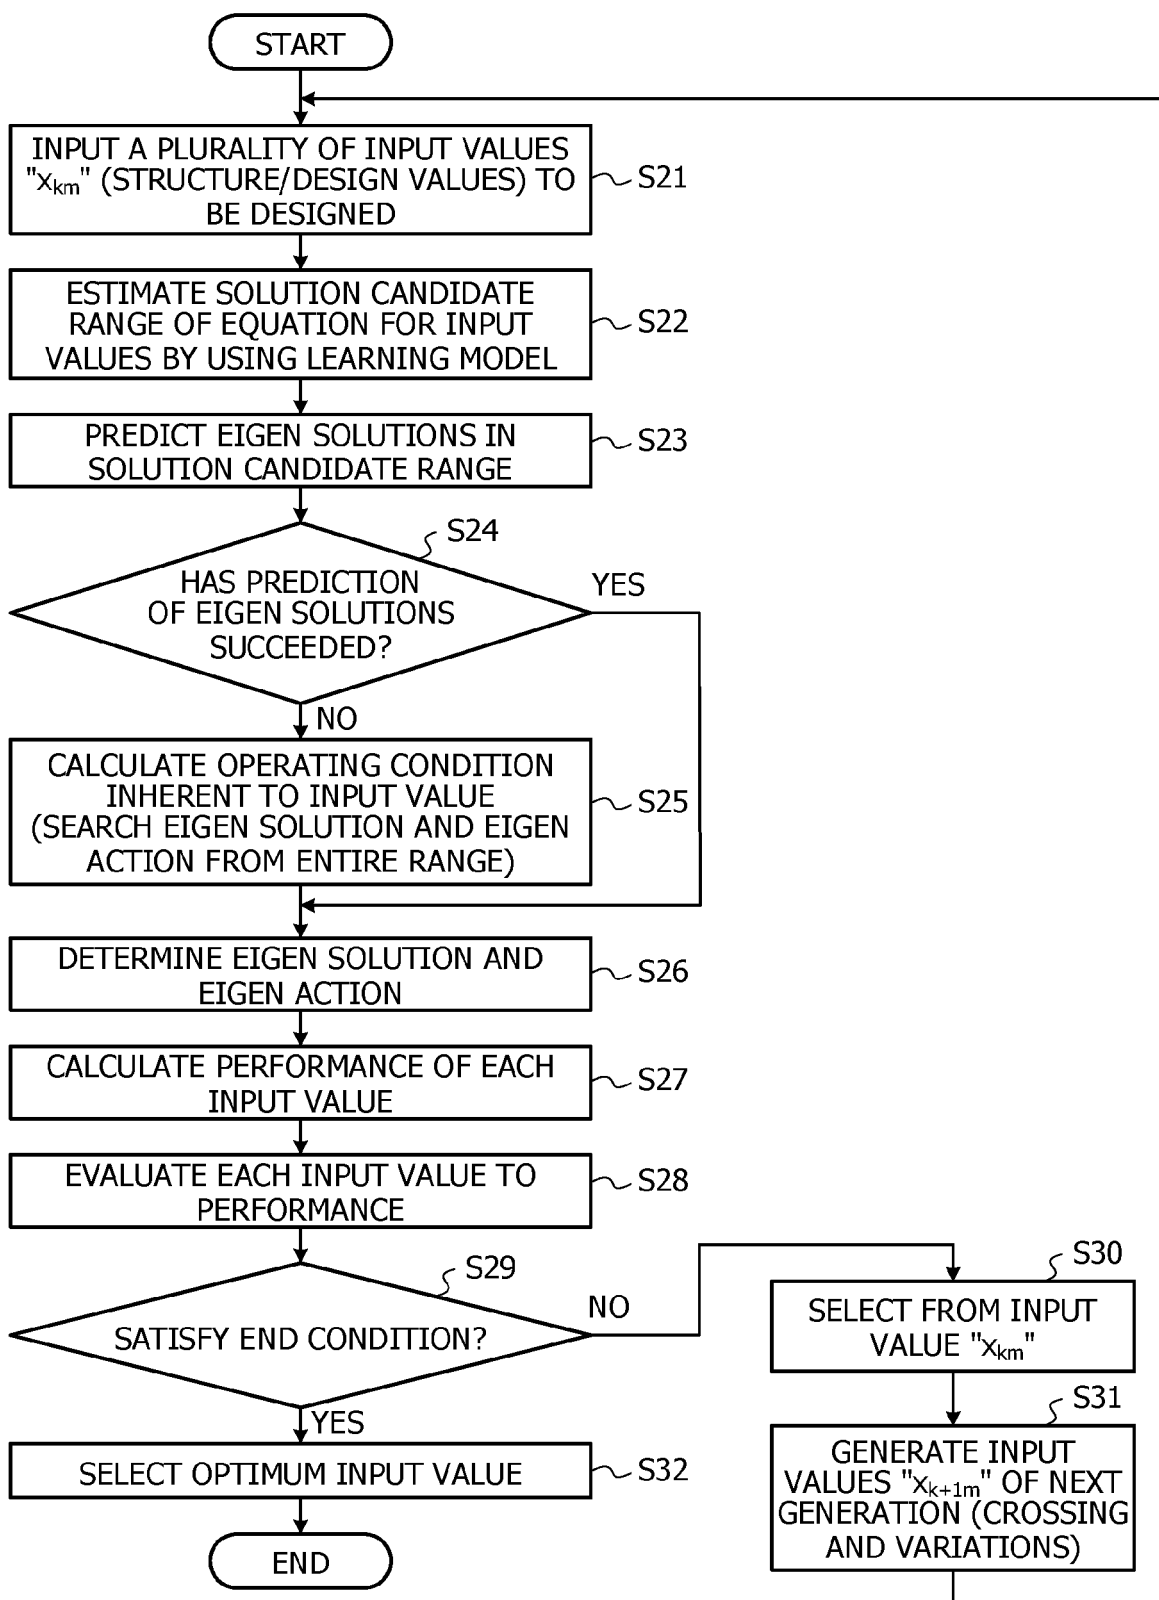 START
INPUT A PLURALITY OF INPUT VALUES
"xkm" (STRUCTURE/DESIGN VALUES) TO
BE DESIGNED
S21
ESTIMATE SOLUTION CANDIDATE
RANGE OF EQUATION FOR INPUT
VALUES BY USING LEARNING MODEL
S22
PREDICT EIGEN SOLUTIONS IN
SOLUTION CANDIDATE RANGE
S23
S24
HAS PREDICTION
OF EIGEN SOLUTIONS
SUCCEEDED?
YES
NO
CALCULATE OPERATING CONDITION
INHERENT TO INPUT VALUE
(SEARCH EIGEN SOLUTION AND EIGEN
ACTION FROM ENTIRE RANGE)
S25
DETERMINE EIGEN SOLUTION AND
EIGEN ACTION
S26
CALCULATE PERFORMANCE OF EACH
INPUT VALUE
S27
EVALUATE EACH INPUT VALUE TO
PERFORMANCE
S28
S29
SATISFY END CONDITION?
NO
YES
S30
SELECT FROM INPUT
VALUE "xkm"
S31
GENERATE INPUT
VALUES "xk+1m" OF NEXT
GENERATION (CROSSING
AND VARIATIONS)
SELECT OPTIMUM INPUT VALUE
S32
END